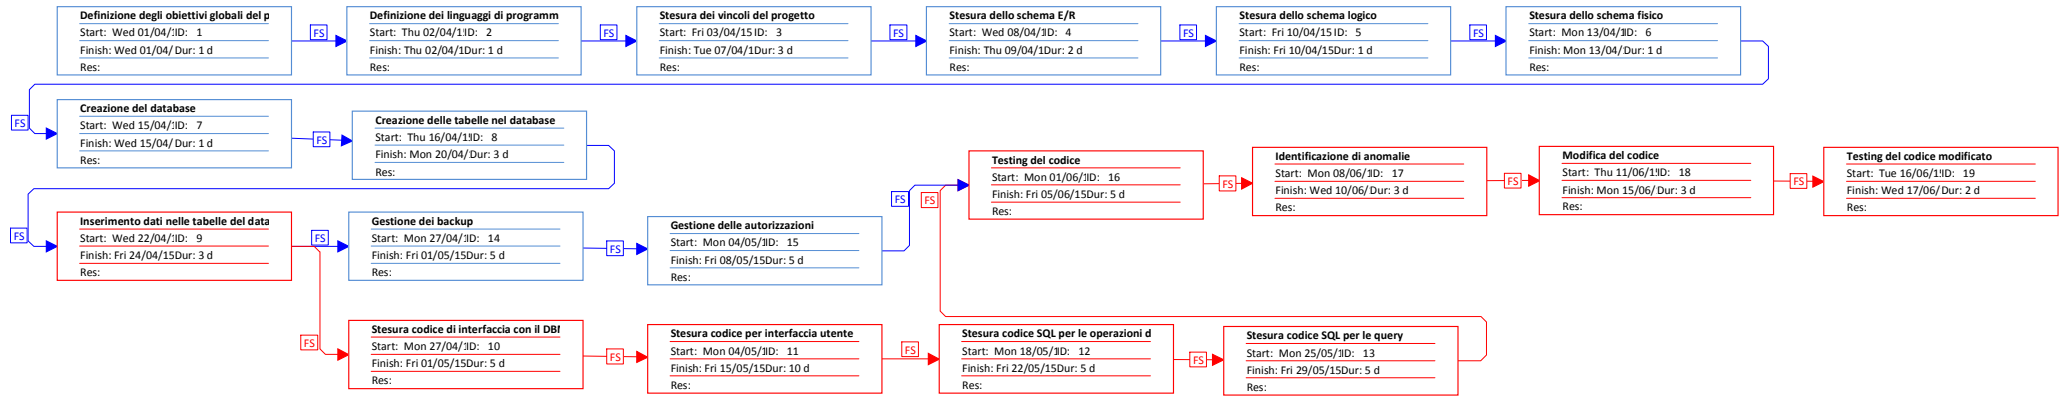 Definizione degli obiettivi globali del p
Start: Wed 01/04/1 ID: 1
Finish: Wed 01/04/ Dur: 1 d
Res:
FS
Definizione dei linguaggi di programm
Start: Thu 02/04/1 ID: 2
Finish: Thu 02/04/1 Dur: 1 d
Res:
FS
Stesura dei vincoli del progetto
Start: Fri 03/04/15 ID: 3
Finish: Tue 07/04/1 Dur: 3 d
Res:
FS
Stesura dello schema E/R
Start: Wed 08/04/1 ID: 4
Finish: Thu 09/04/1 Dur: 2 d
Res:
FS
Stesura dello schema logico
Start: Fri 10/04/15 ID: 5
Finish: Fri 10/04/15 Dur: 1 d
Res:
FS
Stesura dello schema fisico
Start: Mon 13/04/1 ID: 6
Finish: Mon 13/04/ Dur: 1 d
Res:
FS
Creazione del database
Start: Wed 15/04/1 ID: 7
Finish: Wed 15/04/ Dur: 1 d
Res:
FS
Creazione delle tabelle nel database
Start: Thu 16/04/15 ID: 8
Finish: Mon 20/04/ Dur: 3 d
Res:
FS
Inserimento dati nelle tabelle del data
Start: Wed 22/04/1 ID: 9
Finish: Fri 24/04/15 Dur: 3 d
Res:
FS
Gestione dei backup
Start: Mon 27/04/1 ID: 14
Finish: Fri 01/05/15 Dur: 5 d
Res:
FS
Gestione delle autorizzazioni
Start: Mon 04/05/1 ID: 15
Finish: Fri 08/05/15 Dur: 5 d
Res:
FS
FS
Testing del codice
Start: Mon 01/06/1 ID: 16
Finish: Fri 05/06/15 Dur: 5 d
Res:
FS
Identificazione di anomalie
Start: Mon 08/06/1 ID: 17
Finish: Wed 10/06/ Dur: 3 d
Res:
FS
Modifica del codice
Start: Thu 11/06/15 ID: 18
Finish: Mon 15/06/ Dur: 3 d
Res:
FS
Testing del codice modificato
Start: Tue 16/06/15 ID: 19
Finish: Wed 17/06/ Dur: 2 d
Res:
FS
Stesura codice di interfaccia con il DBM
Start: Mon 27/04/1 ID: 10
Finish: Fri 01/05/15 Dur: 5 d
Res:
FS
Stesura codice per interfaccia utente
Start: Mon 04/05/1 ID: 11
Finish: Fri 15/05/15 Dur: 10 d
Res:
FS
Stesura codice SQL per le operazioni d
Start: Mon 18/05/1 ID: 12
Finish: Fri 22/05/15 Dur: 5 d
Res:
FS
Stesura codice SQL per le query
Start: Mon 25/05/1 ID: 13
Finish: Fri 29/05/15 Dur: 5 d
Res: